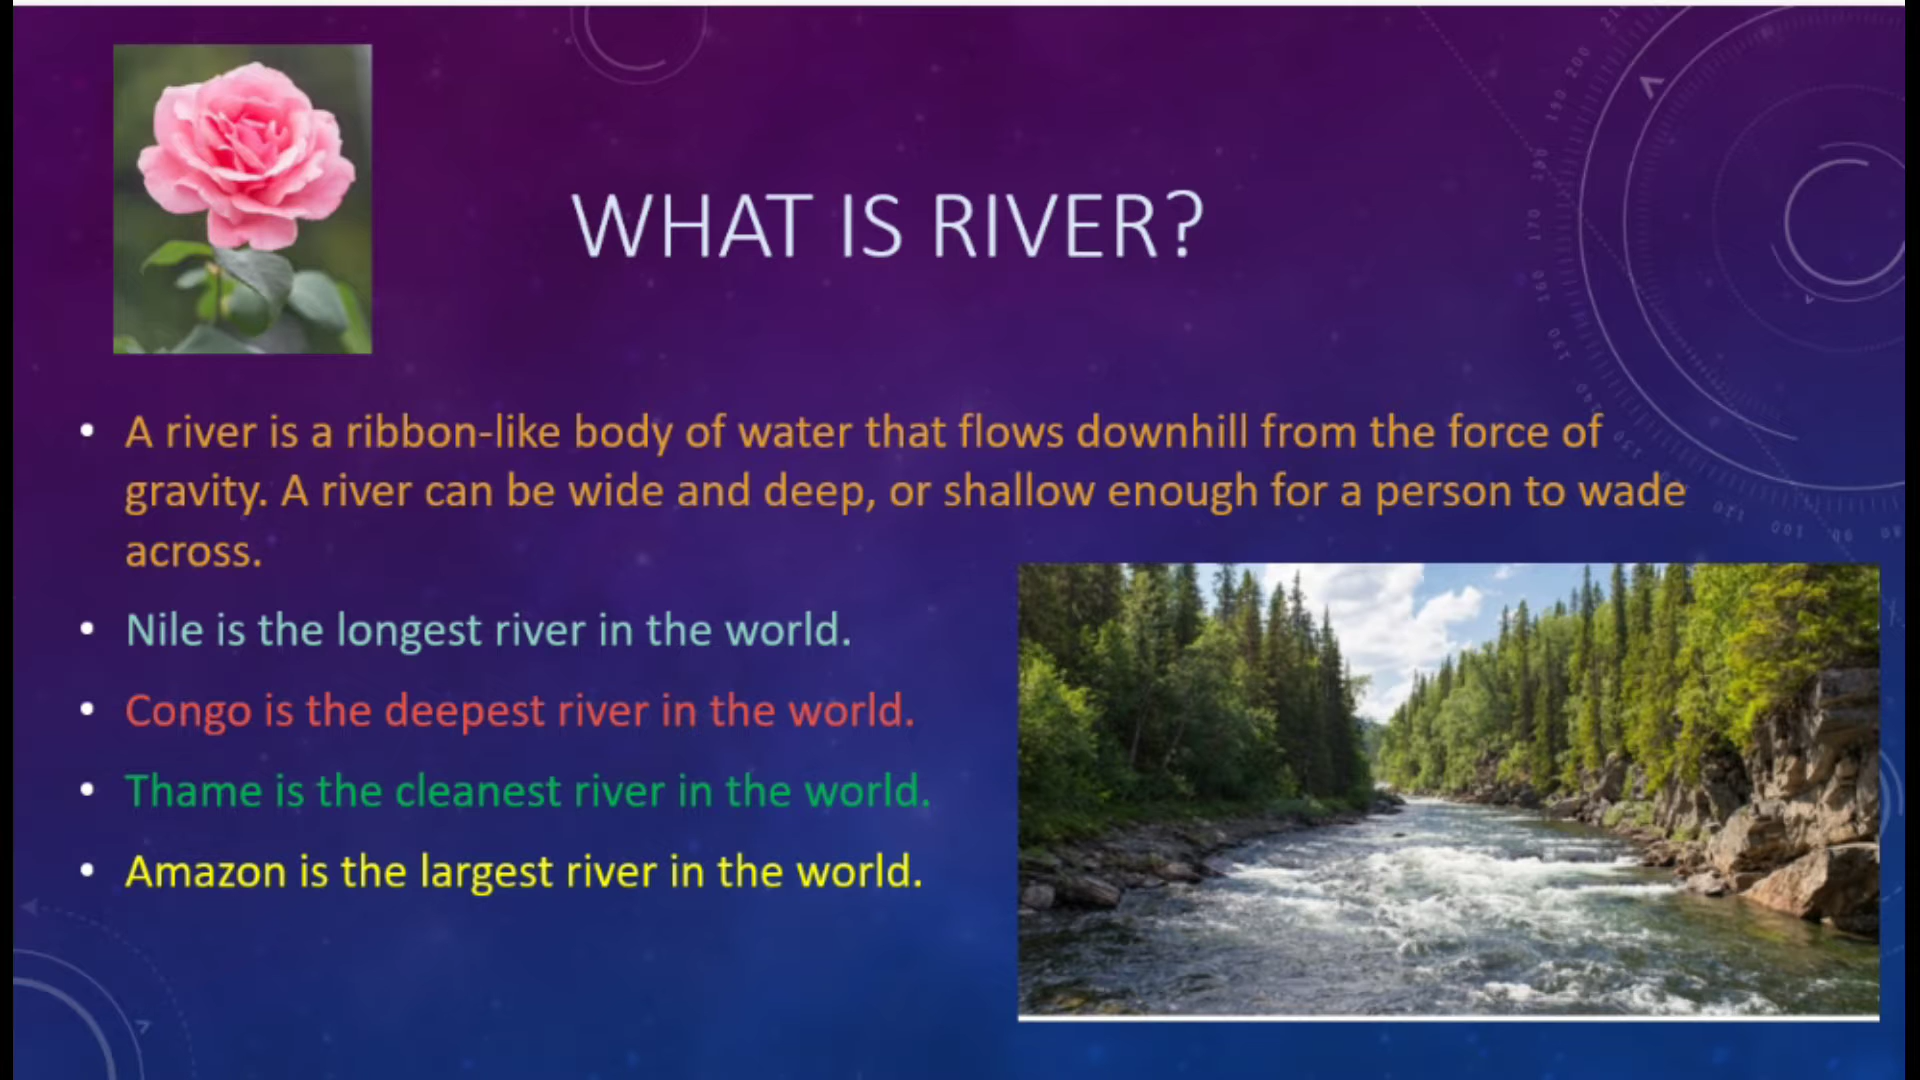 WHAT IS RIVER?
• A river is a ribbon-like body of water that flows downhill from the force of
gravity. A river can be wide and deep, or shallow enough for a person to wade
across.
• Nile is the longest river in the world.
• Congo is the deepest river in the world.
• Thame is the cleanest river in the world.
• Amazon is the largest river in the world.